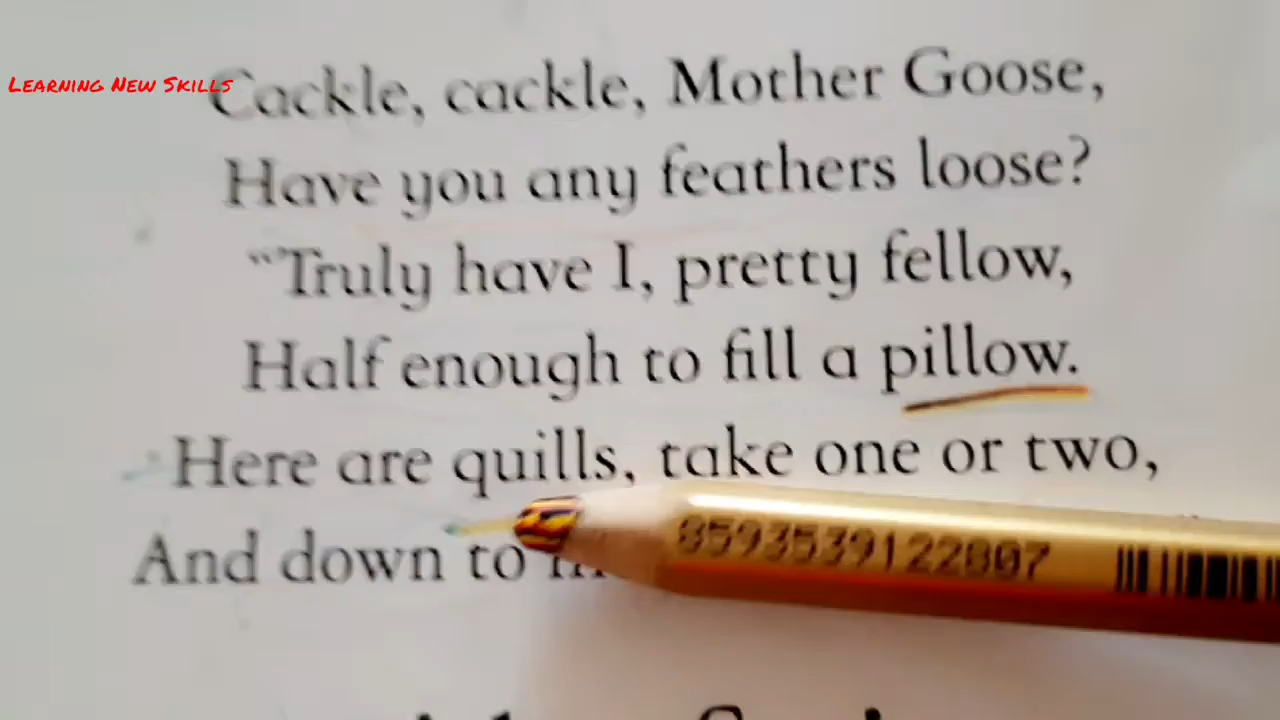 Learning New Skills
Cackle, cackle, Mother Goose,
Have you any feathers loose?
"Truly have I, pretty fellow,
Half enough to fill a pillow.
Here are quills, take one or two,
And down to
8593539122807